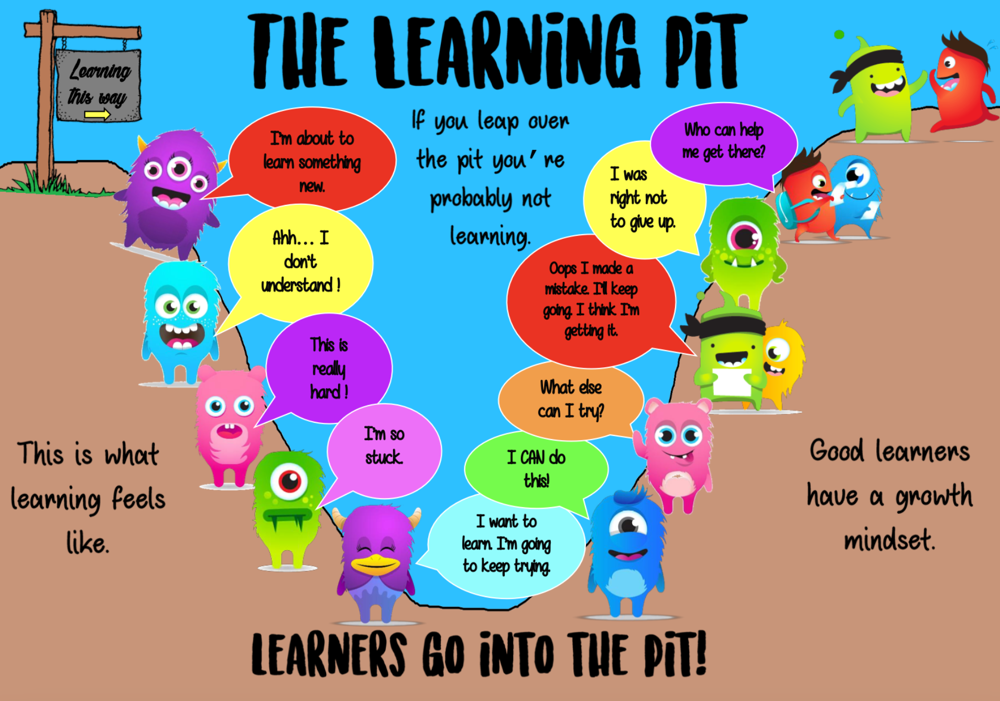 THE LEARNiNG PiT
Learning
this way
If you leap over
the pit you're
probably not
learning.
I'm about to
learn something
new.
Ahh... I
don't
understand !
This is
really
hard !
I'm so
stuck.
I want to
learn. I'm going
to keep trying.
I CAN do
this!
What else
can I try?
Oops I made a
mistake. I'll keep
going. I think I'm
getting it.
I was
right not
to give up.
Who can help
me get there?
This is what
learning feels
like.
Good learners
have a growth
mindset.
LEARNERS GO iNTO THE PiT!